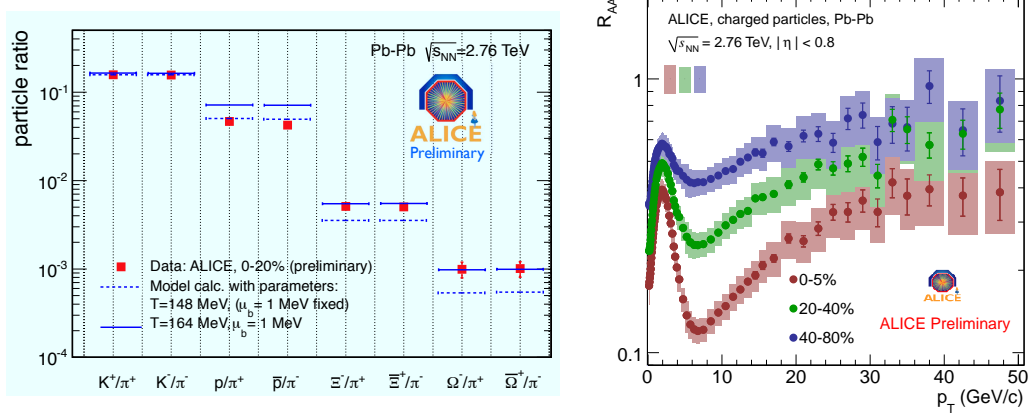 particle ratio
Pb-Pb √sNN=2.76 TeV
ALICE
Preliminary
10⁻¹
10⁻²
10⁻³
10⁻⁴
Data: ALICE, 0-20% (preliminary)
Model calc. with parameters:
T=148 MeV, (μb= 1 MeV fixed)
T=164 MeV,μb= 1 MeV
K⁺/π⁺ K⁻/π⁻ p/π⁺ p̅/π⁻ Ξ⁻/π⁺ Ξ̅⁺/π⁻ Ω⁻/π⁺ Ω̅⁺/π⁻
RAA
ALICE, charged particles, Pb-Pb
√sNN = 2.76 TeV, | η | < 0.8
1
0.1
0-5%
20-40%
40-80%
ALICE
ALICE Preliminary
0 10 20 30 40 50
pT (GeV/c)